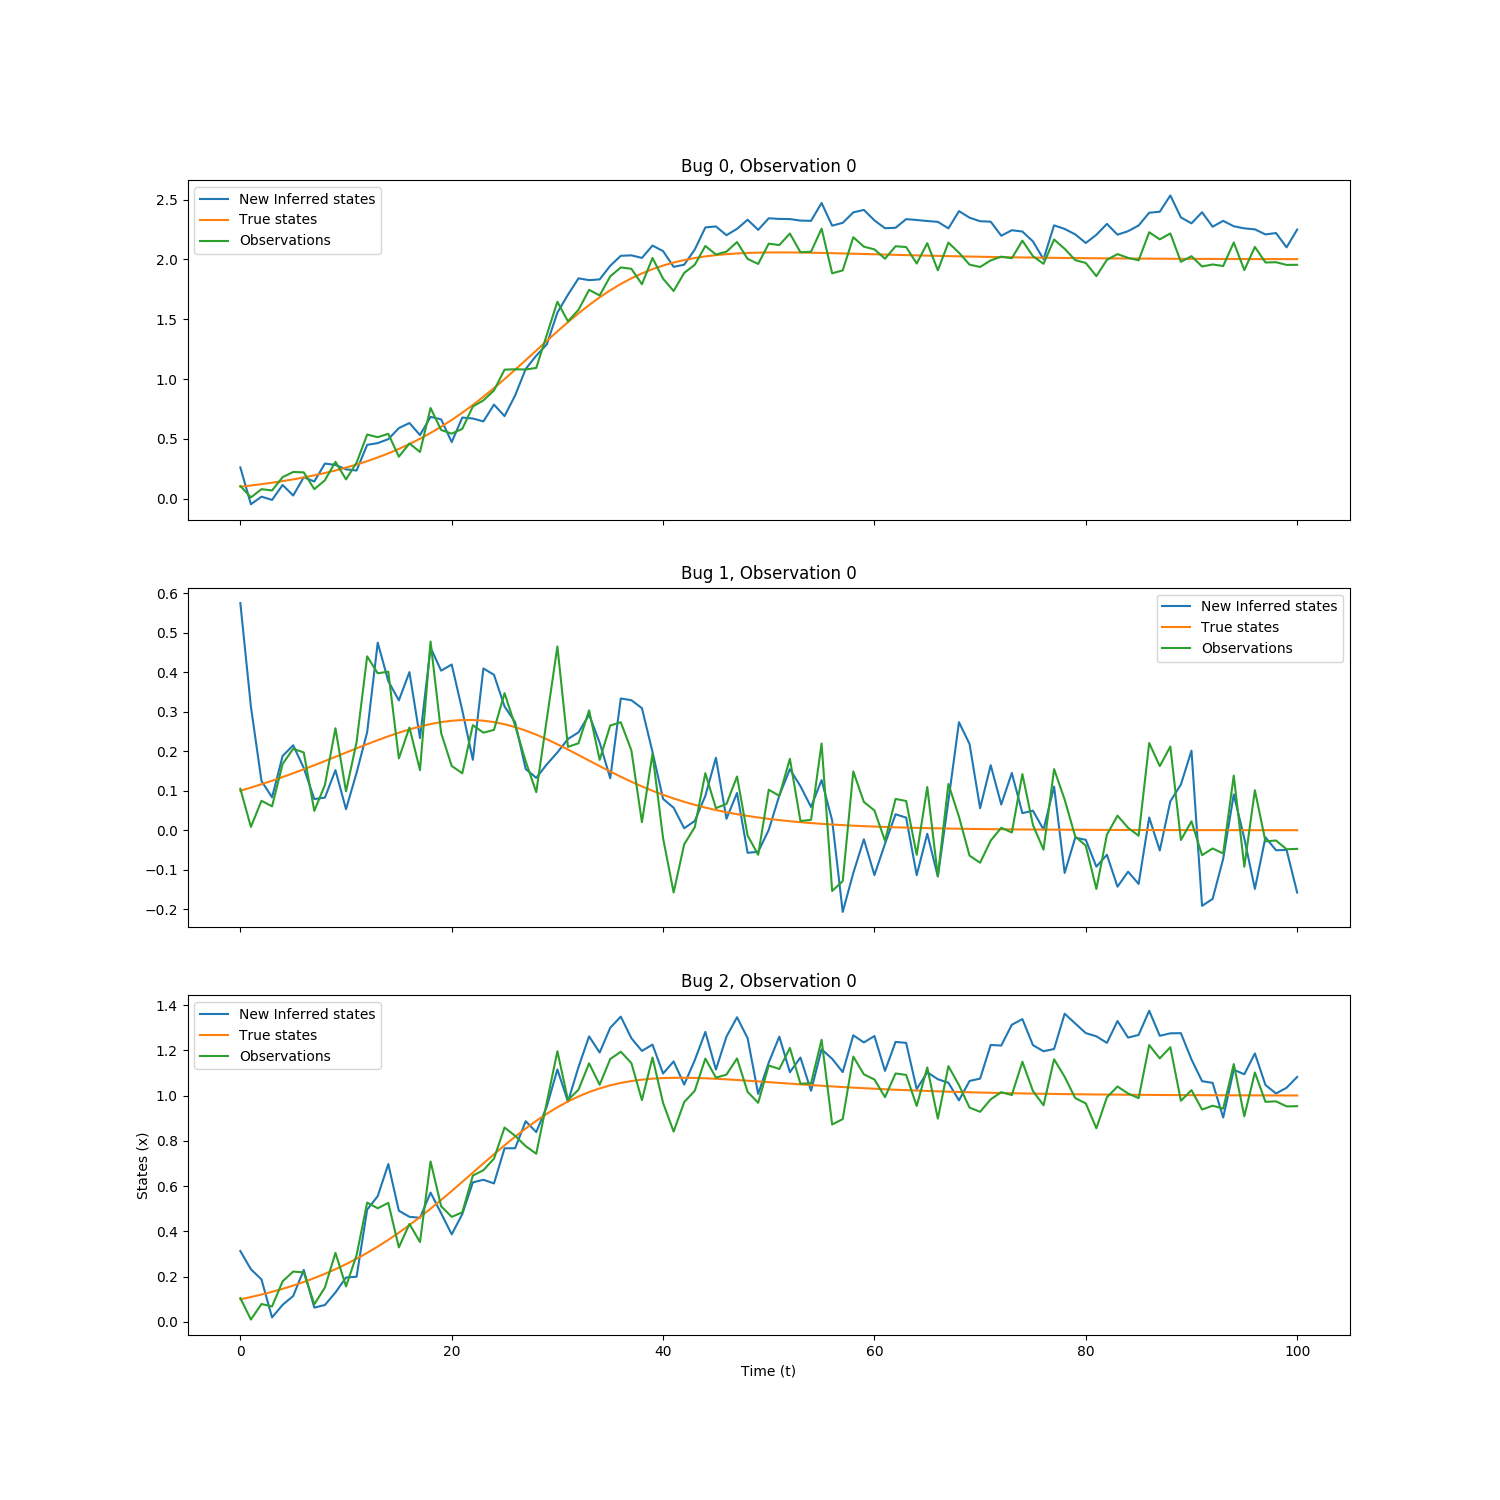 Bug 0, Observation 0
New Inferred states
True states
Observations
2.5
2.0
1.5
1.0
0.5
0.0
Bug 1, Observation 0
New Inferred states
True states
Observations
0.6
0.5
0.4
0.3
0.2
0.1
0.0
−0.1
−0.2
Bug 2, Observation 0
New Inferred states
True states
Observations
1.4
1.2
1.0
0.8
0.6
0.4
0.2
0.0
States (x)
0 20 40 60 80 100
Time (t)